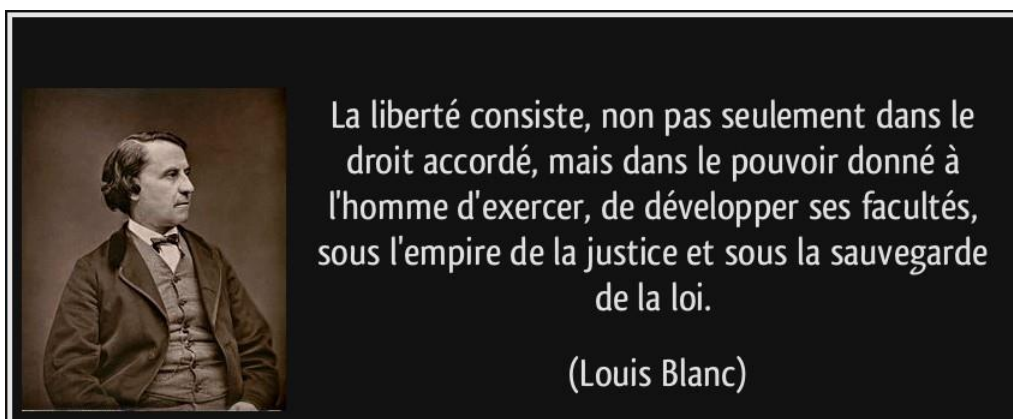 La liberté consiste, non pas seulement dans le
droit accordé, mais dans le pouvoir donné à
l'homme d'exercer, de développer ses facultés,
sous l'empire de la justice et sous la sauvegarde
de la loi.
(Louis Blanc)